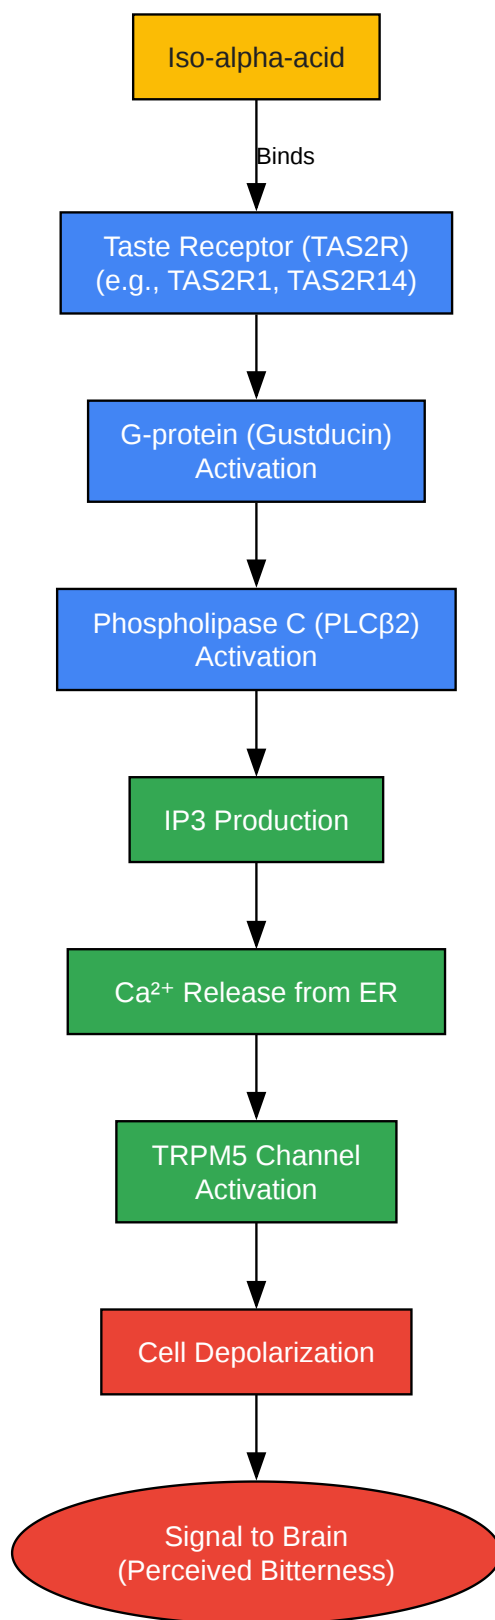 Iso-alpha-acid
Binds
Taste Receptor (TAS2R)
(e.g., TAS2R1, TAS2R14)
G-protein (Gustducin)
Activation
Phospholipase C (PLCβ2)
Activation
IP3 Production
Ca²⁺ Release from ER
TRPM5 Channel
Activation
Cell Depolarization
Signal to Brain
(Perceived Bitterness)